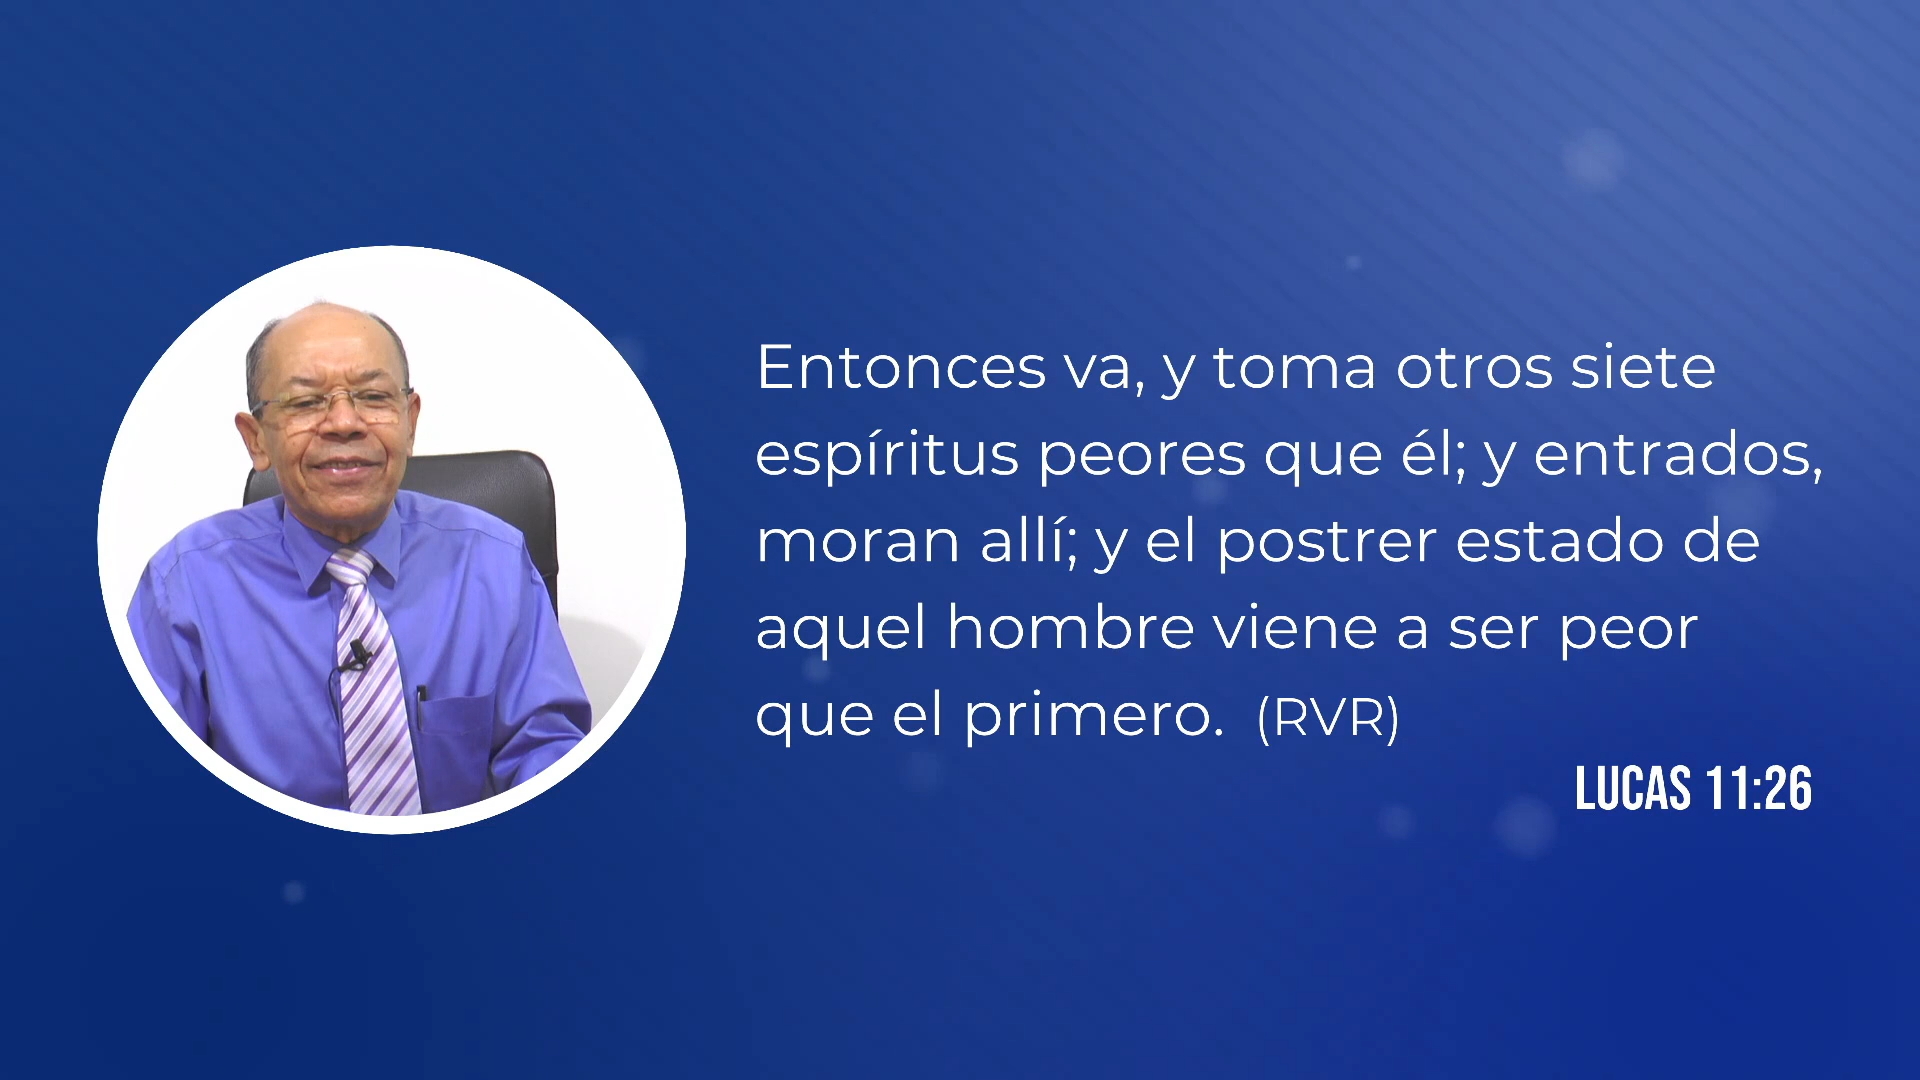 Entonces va, y toma otros siete
espíritus peores que él; y entrados,
moran allí; y el postrer estado de
aquel hombre viene a ser peor
que el primero. (RVR)
LUCAS 11:26